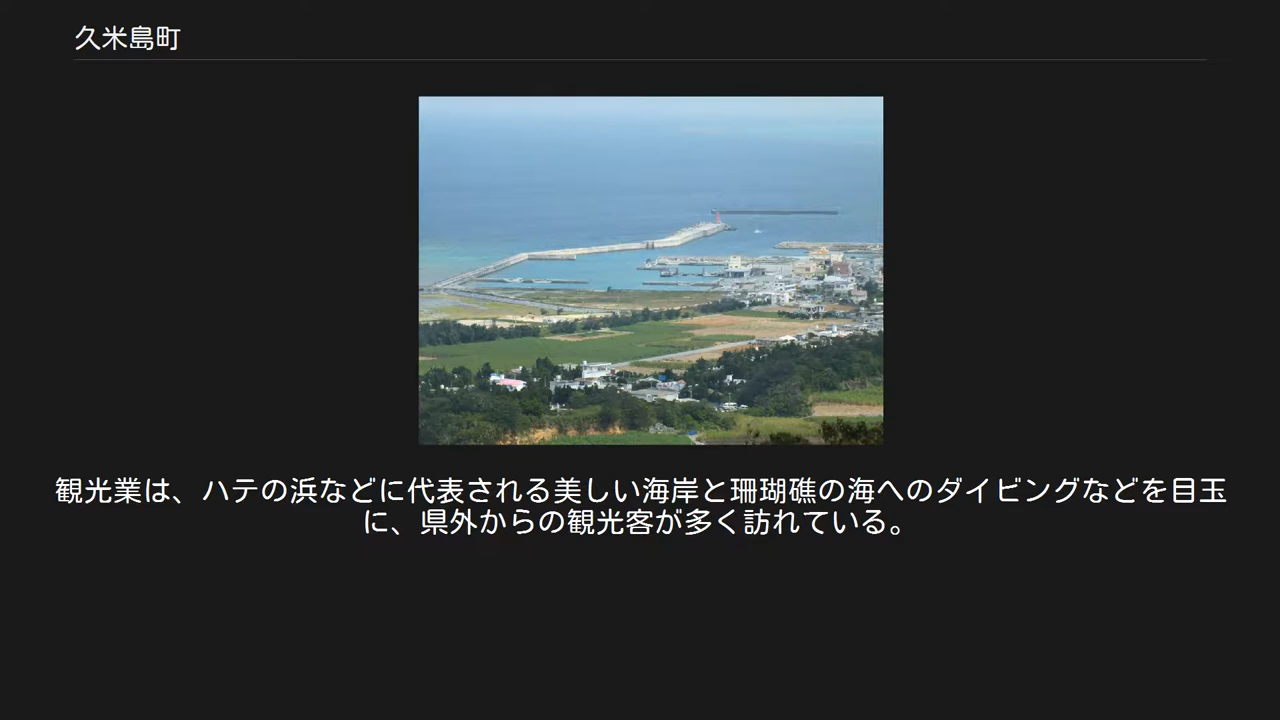 久米島町
観光業は、ハテの浜などに代表される美しい海岸と珊瑚礁の海へのダイビングなどを目玉
に、県外からの観光客が多く訪れている。